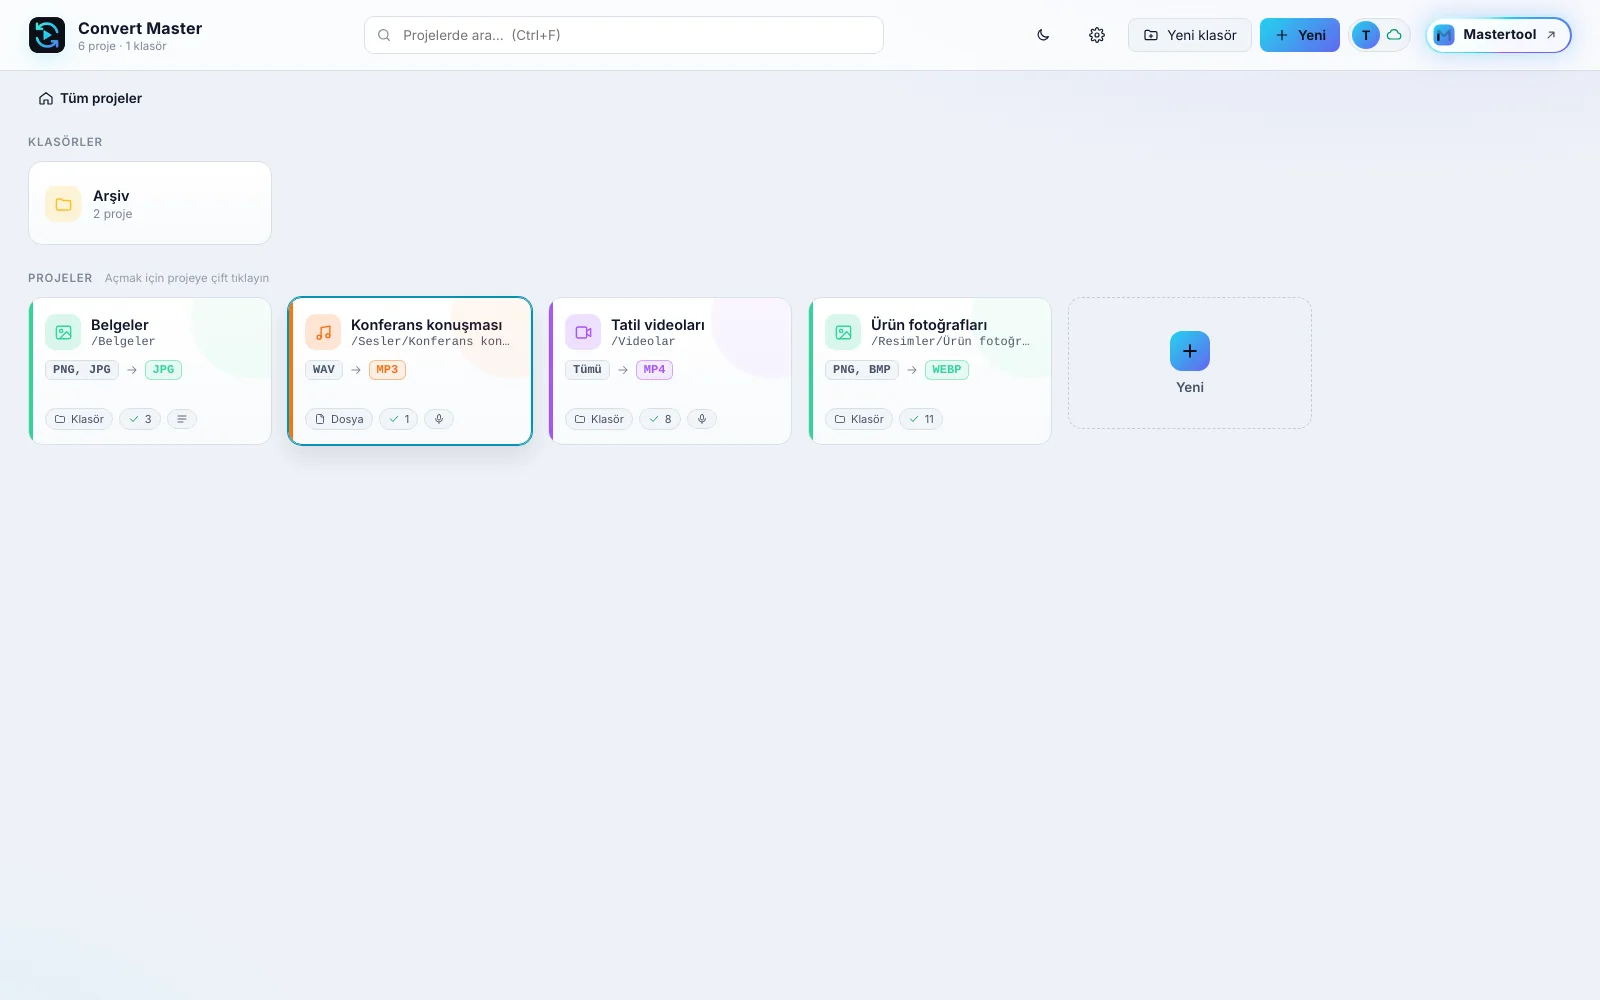 Convert Master
6 proje · 1 klasör
Projelerde ara... (Ctrl+F)
Yeni klasör
Yeni
T
Mastertool
Tüm projeler
KLASÖRLER
Arşiv
2 proje
PROJELER Açmak için projeye çift tıklayın
Belgeler
/Belgeler
PNG, JPG → JPG
Klasör 3
Konferans konuşması
/Sesler/Konferans kon…
WAV → MP3
Dosya 1
Tatil videoları
/Videolar
Tümü → MP4
Klasör 8
Ürün fotoğrafları
/Resimler/Ürün fotoğr…
PNG, BMP → WEBP
Klasör 11
Yeni